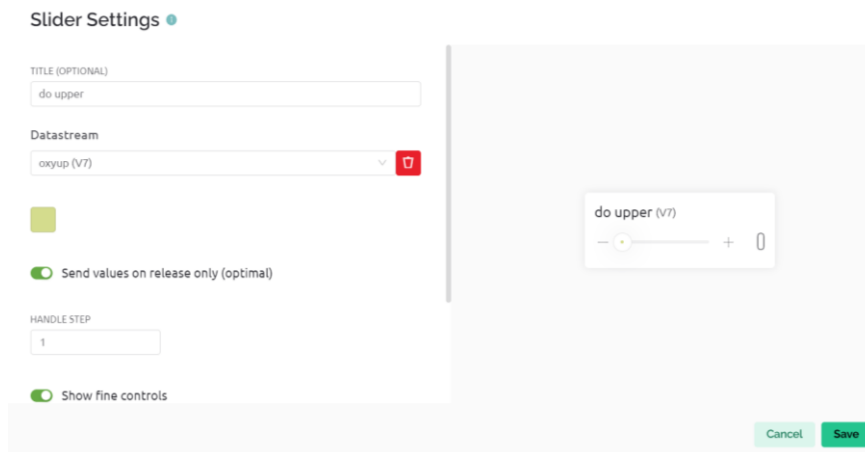 Slider Settings
TITLE (OPTIONAL)
do upper
Datastream
oxyup (V7)
Send values on release only (optimal)
HANDLE STEP
1
Show fine controls
do upper (V7)
– + 0
Cancel Save